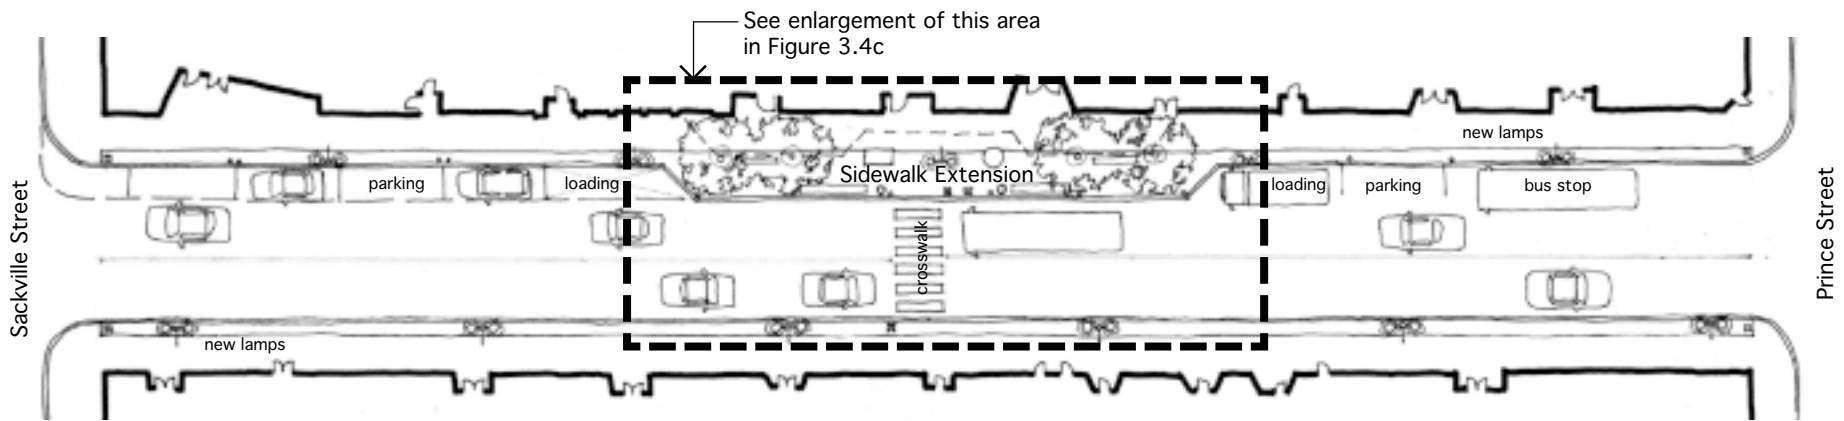 See enlargement of this area
in Figure 3.4c
new lamps
Sidewalk Extension
parking
loading
loading
parking
bus stop
Sackville Street
crosswalk
Prince Street
new lamps